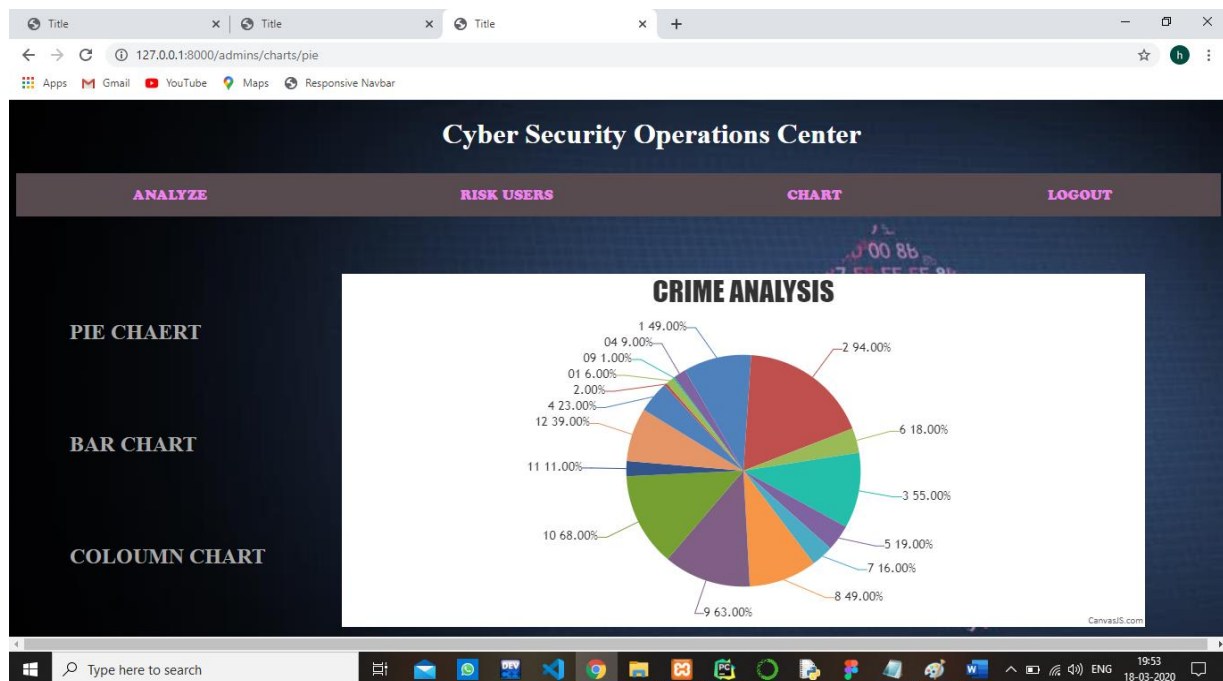 Title
Title
Title
127.0.0.1:8000/admins/charts/pie
h
Apps Gmail YouTube Maps Responsive Navbar
Cyber Security Operations Center
ANALYZE RISK USERS CHART LOGOUT
00 8b
PIE CHAERT
BAR CHART
COLOUMN CHART
CRIME ANALYSIS
1 49.00%
04 9.00%
09 1.00%
01 6.00%
2.00%
4 23.00%
12 39.00%
11 11.00%
10 68.00%
9 63.00%
2 94.00%
6 18.00%
3 55.00%
5 19.00%
7 16.00%
8 49.00%
CanvasJS.com
Type here to search
DEV
PC
W
ENG
19:53
18-03-2020